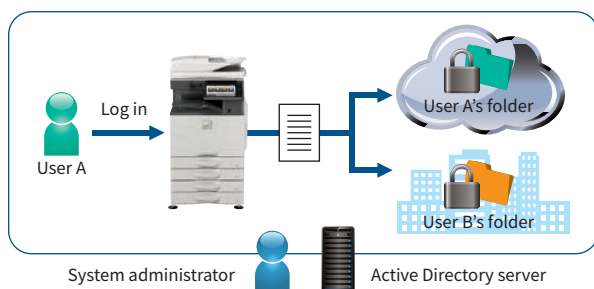 Log in
User A
User A's folder
User B's folder
System administrator
Active Directory server